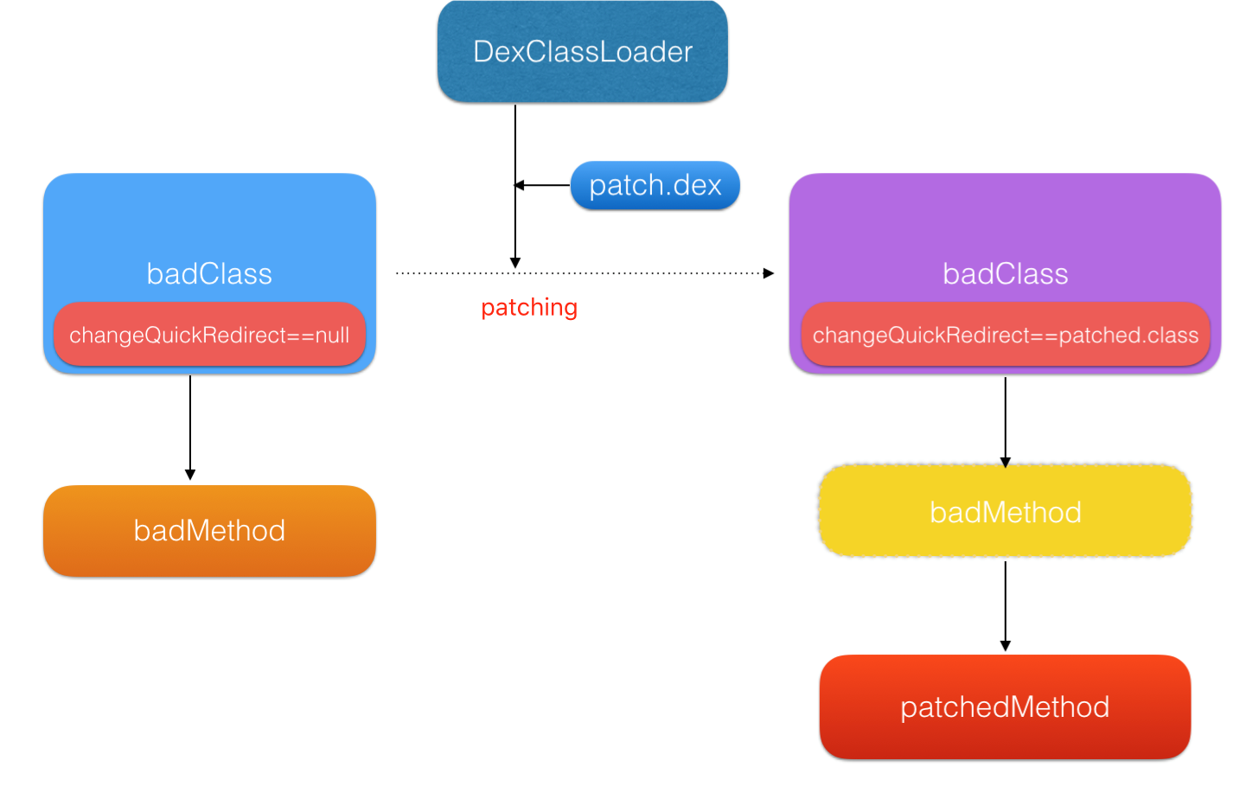 DexClassLoader
patch.dex
badClass
changeQuickRedirect==null
patching
badClass
changeQuickRedirect==patched.class
badMethod
badMethod
patchedMethod